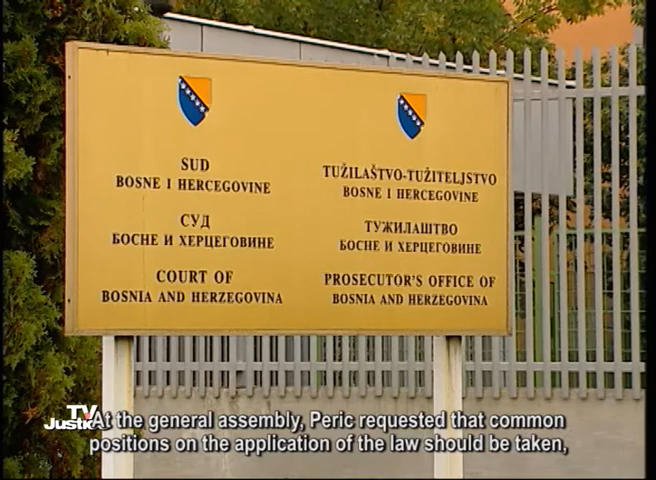 SUD
BOSNE I HERCEGOVINE
СУД
БОСНЕ И ХЕРЦЕГОВИНЕ
COURT OF
BOSNIA AND HERZEGOVINA
TUŽILAŠTVO-TUŽITELJSTVO
BOSNE I HERCEGOVINE
ТУЖИЛАШТВО
БОСНЕ И ХЕРЦЕГОВИНЕ
PROSECUTOR'S OFFICE OF
BOSNIA AND HERZEGOVINA
TV
Justice
At the general assembly, Peric requested that common
positions on the application of the law should be taken,